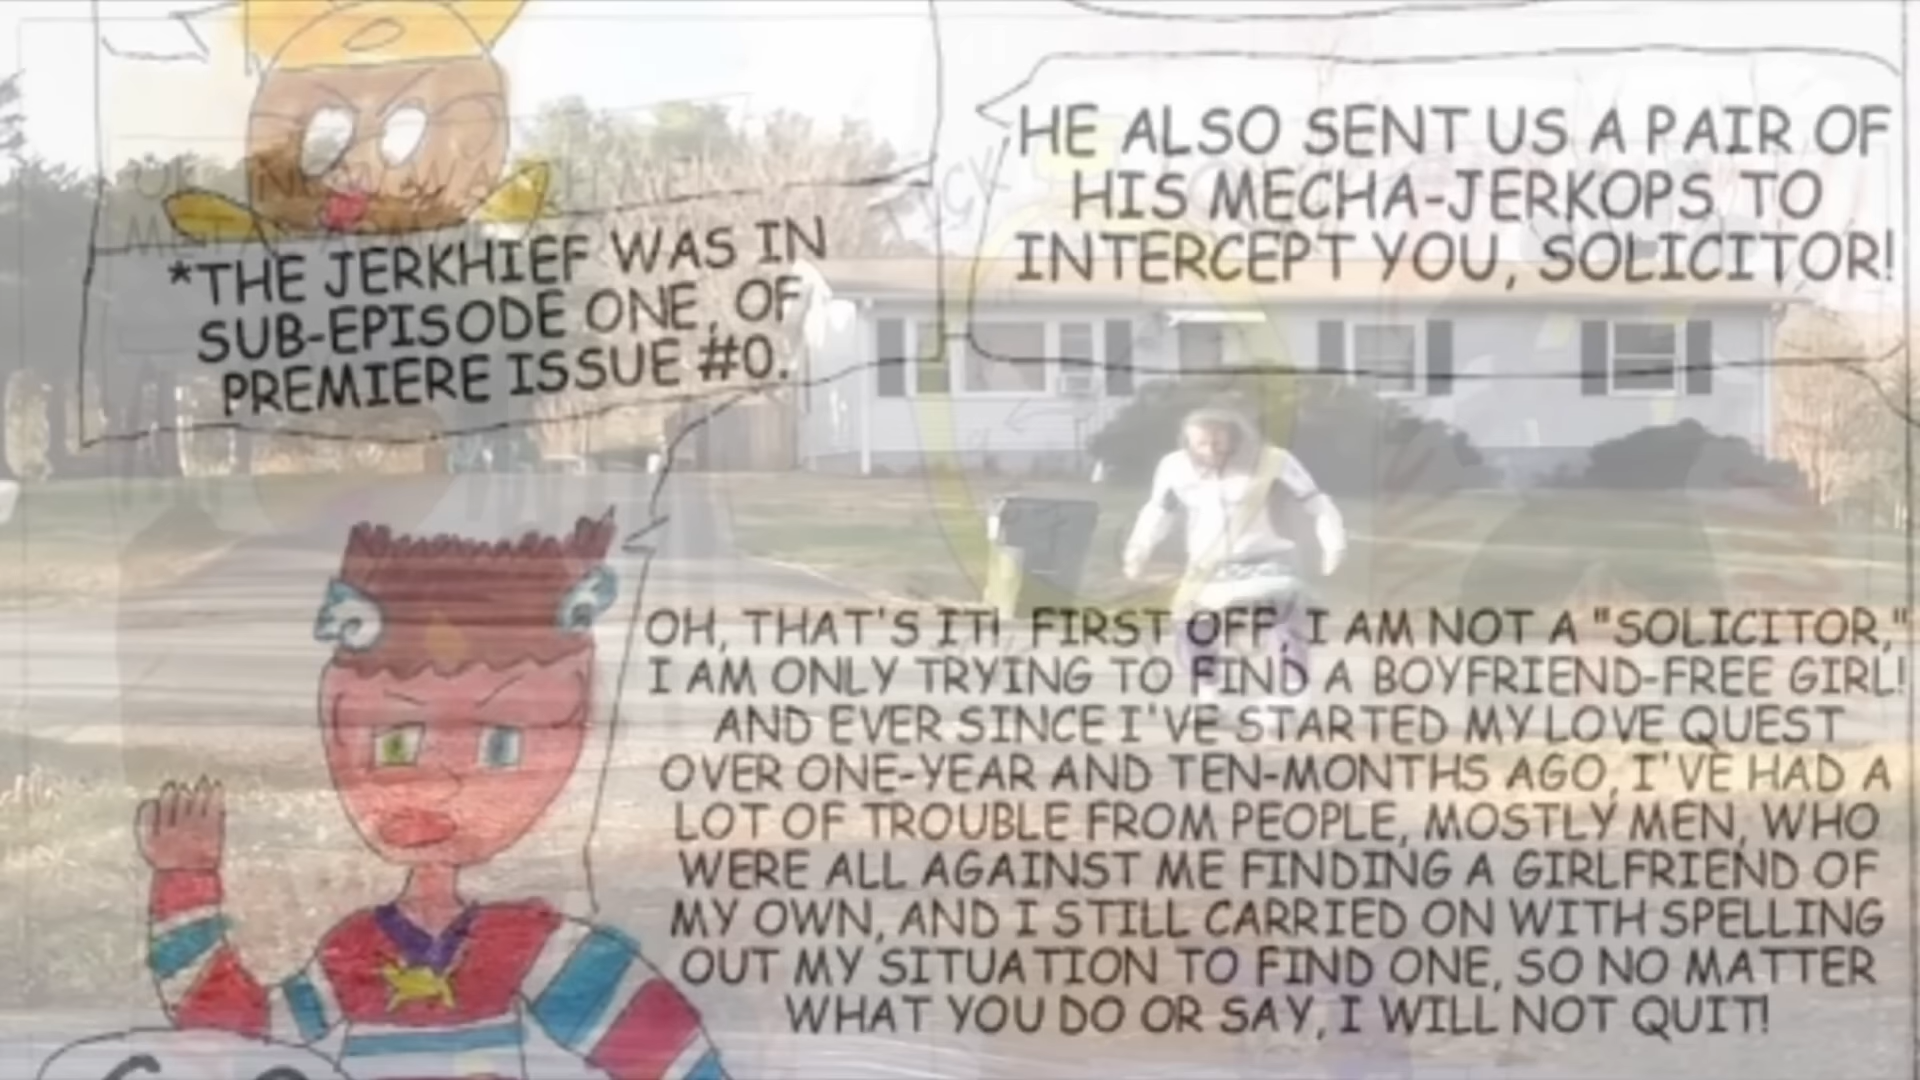 *THE JERKHIEF WAS IN
SUB-EPISODE ONE, OF
PREMIERE ISSUE #0.
HE ALSO SENT US A PAIR OF
HIS MECHA-JERKOPS TO
INTERCEPT YOU, SOLICITOR!
OH, THAT'S IT! FIRST OFF, I AM NOT A "SOLICITOR,"
I AM ONLY TRYING TO FIND A BOYFRIEND-FREE GIRL!
AND EVER SINCE I'VE STARTED MY LOVE QUEST
OVER ONE-YEAR AND TEN-MONTHS AGO, I'VE HAD A
LOT OF TROUBLE FROM PEOPLE, MOSTLY MEN, WHO
WERE ALL AGAINST ME FINDING A GIRLFRIEND OF
MY OWN, AND I STILL CARRIED ON WITH SPELLING
OUT MY SITUATION TO FIND ONE, SO NO MATTER
WHAT YOU DO OR SAY, I WILL NOT QUIT!